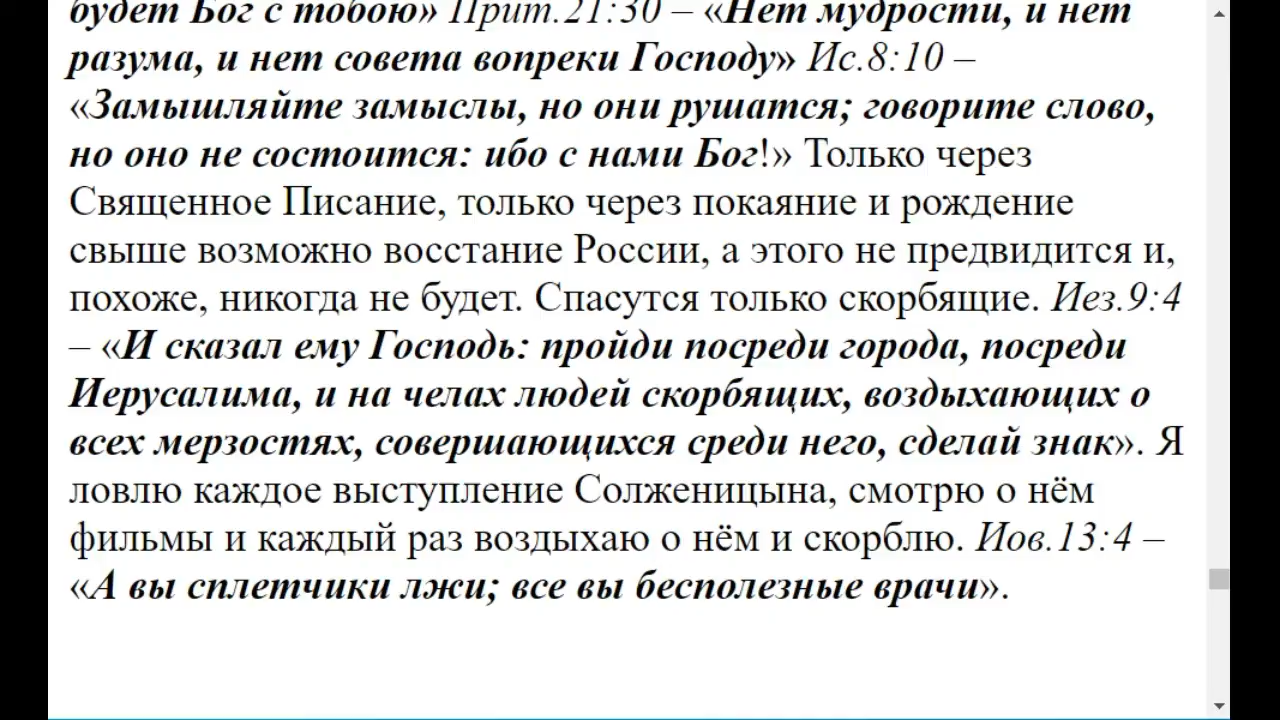 будет Бог с тобою» Прит.21:30 – «Нет мудрости, и нет
разума, и нет совета вопреки Господу» Ис.8:10 –
«Замышляйте замыслы, но они рушатся; говорите слово,
но оно не состоится: ибо с нами Бог!» Только через
Священное Писание, только через покаяние и рождение
свыше возможно восстание России, а этого не предвидится и,
похоже, никогда не будет. Спасутся только скорбящие. Иез.9:4
– «И сказал ему Господь: пройди посреди города, посреди
Иерусалима, и на челах людей скорбящих, воздыхающих о
всех мерзостях, совершающихся среди него, сделай знак». Я
ловлю каждое выступление Солженицына, смотрю о нём
фильмы и каждый раз воздыхаю о нём и скорблю. Иов.13:4 –
«А вы сплетчики лжи; все вы бесполезные врачи».